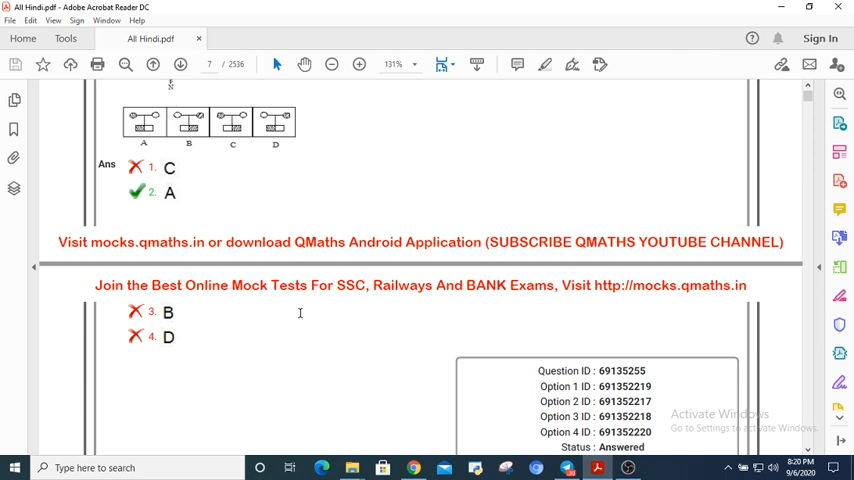 All Hindi.pdf - Adobe Acrobat Reader DC
File Edit View Sign Window Help
Home Tools All Hindi.pdf × Sign In
7 / 2536 131%
N
A B C D
Ans
1. C
2. A
Visit mocks.qmaths.in or download QMaths Android Application (SUBSCRIBE QMATHS YOUTUBE CHANNEL)
Join the Best Online Mock Tests For SSC, Railways And BANK Exams, Visit http://mocks.qmaths.in
3. B
4. D
Question ID : 69135255
Option 1 ID : 691352219
Option 2 ID : 691352217
Option 3 ID : 691352218
Option 4 ID : 691352220
Status : Answered
Activate Windows
Go to Settings to activate Windows.
Type here to search
8:20 PM
9/6/2020